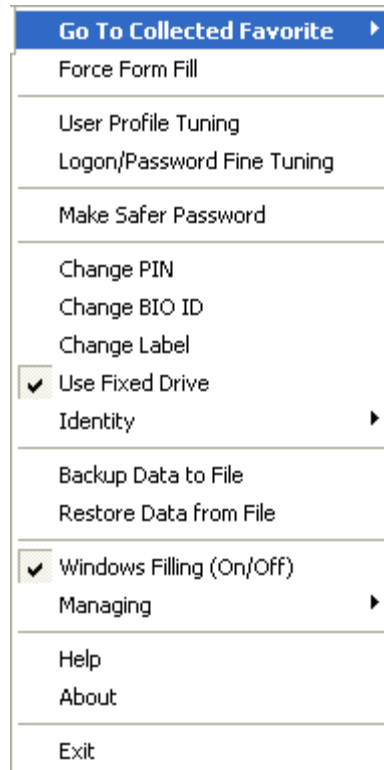 Go To Collected Favorite
Force Form Fill
User Profile Tuning
Logon/Password Fine Tuning
Make Safer Password
Change PIN
Change BIO ID
Change Label
Use Fixed Drive
Identity
Backup Data to File
Restore Data from File
Windows Filling (On/Off)
Managing
Help
About
Exit